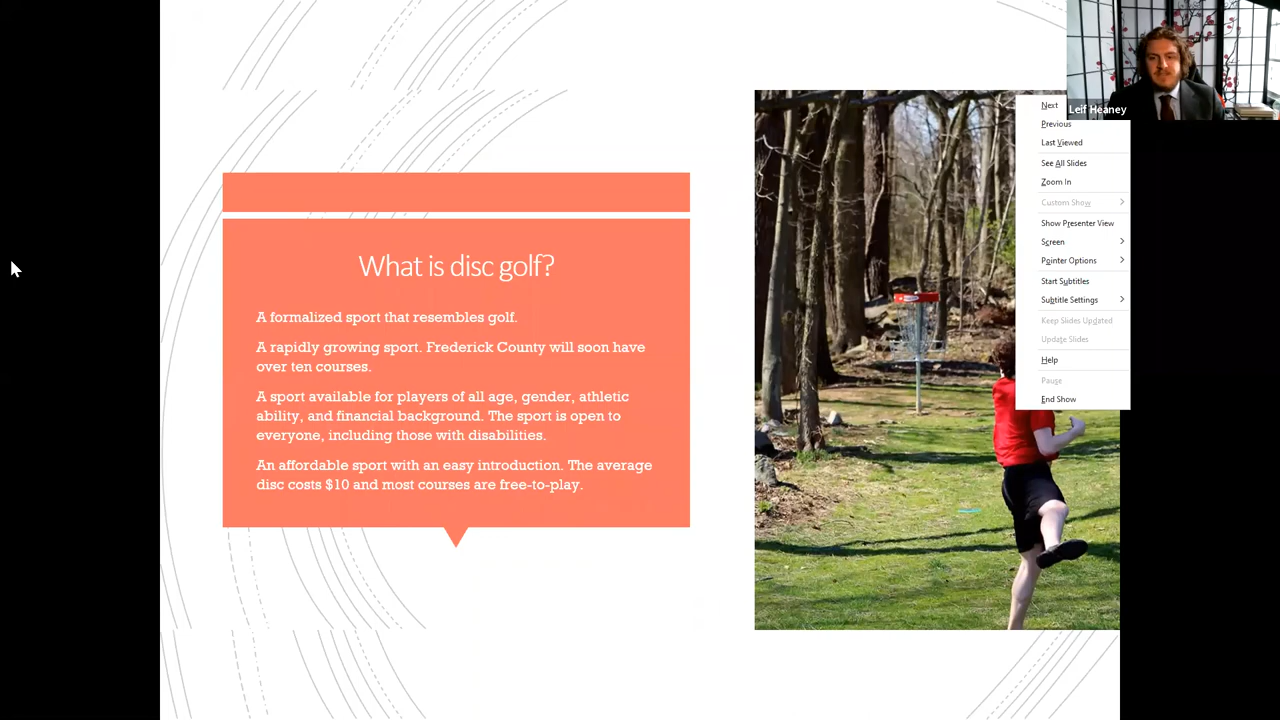 What is disc golf?
A formalized sport that resembles golf.
A rapidly growing sport. Frederick County will soon have
over ten courses.
A sport available for players of all age, gender, athletic
ability, and financial background. The sport is open to
everyone, including those with disabilities.
An affordable sport with an easy introduction. The average
disc costs $10 and most courses are free-to-play.
Leif Heaney
Next
Previous
Last Viewed
See All Slides
Zoom In
Custom Show
Show Presenter View
Screen
Pointer Options
Start Subtitles
Subtitle Settings
Keep Slides Updated
Update Slides
Help
Pause
End Show